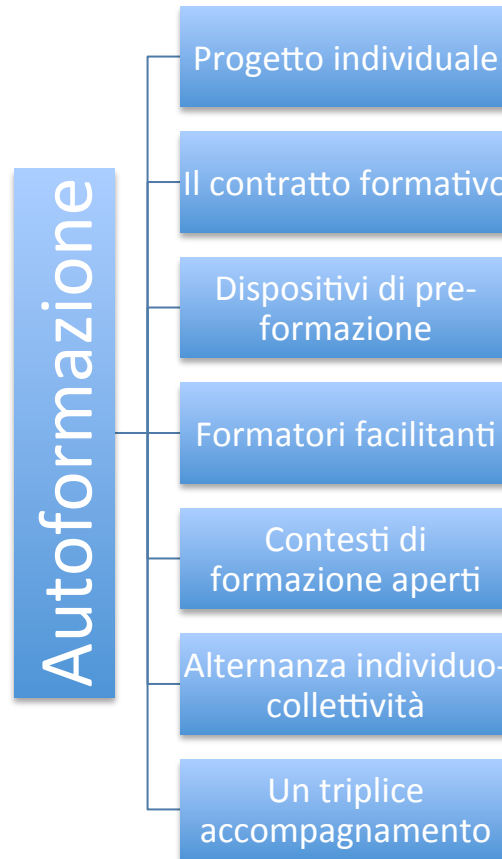 Autoformazione
Progetto individuale
Il contratto formativo
Dispositivi di pre-
formazione
Formatori facilitanti
Contesti di
formazione aperti
Alternanza individuo-
collettività
Un triplice
accompagnamento